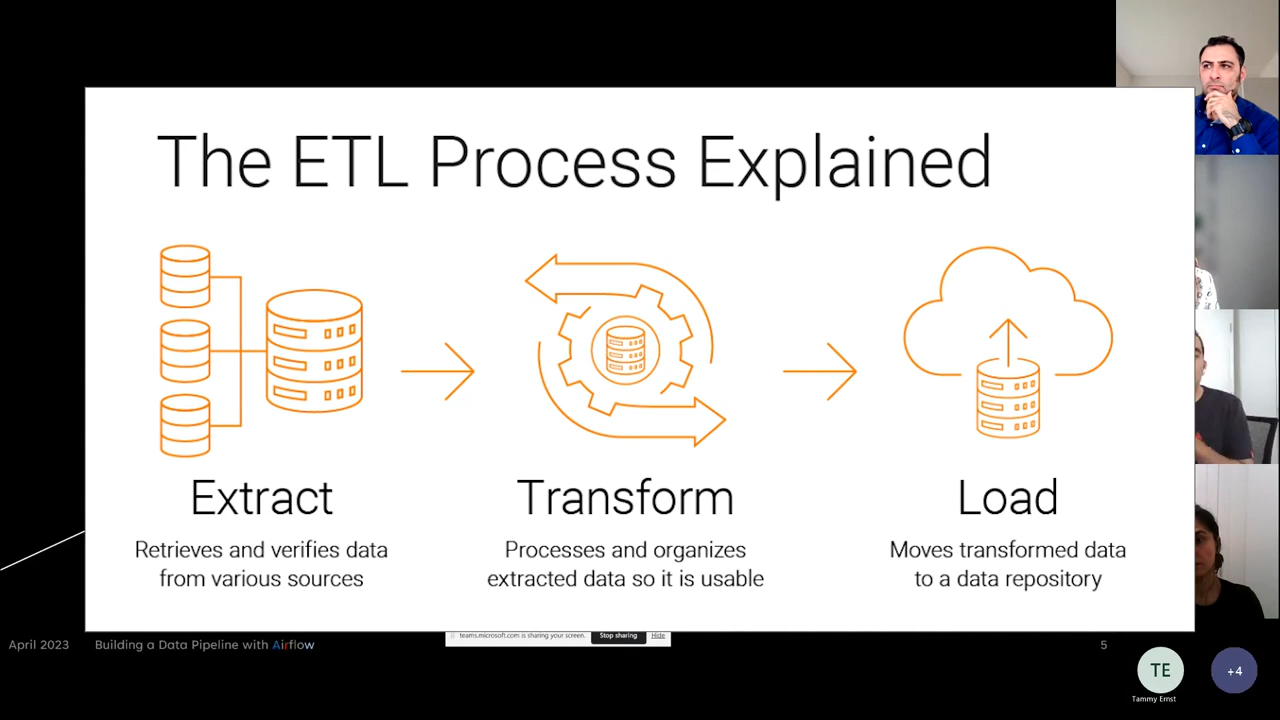 The ETL Process Explained
Extract
Retrieves and verifies data
from various sources
Transform
Processes and organizes
extracted data so it is usable
Load
Moves transformed data
to a data repository
teams.microsoft.com is sharing your screen. Stop sharing Hide
April 2023 Building a Data Pipeline with Airflow 5
TE
Tammy Ernst
+4